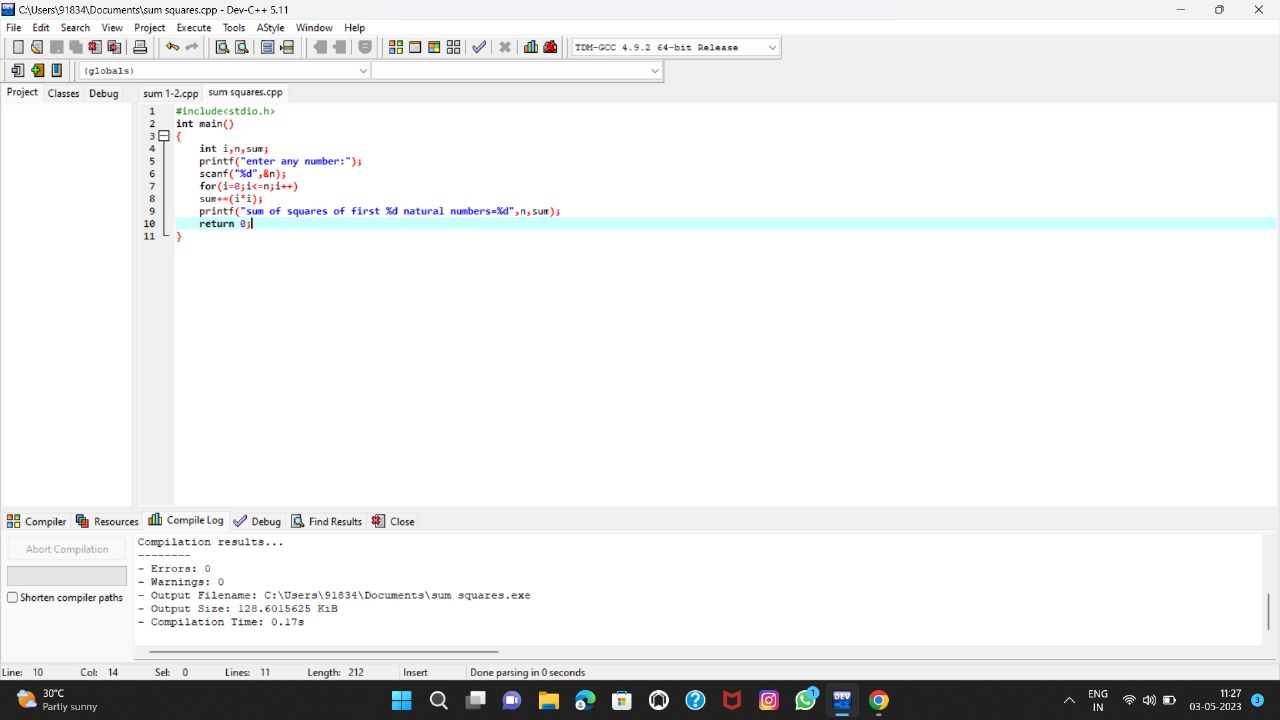 C:\Users\91834\Documents\sum squares.cpp - Dev-C++ 5.11
File Edit Search View Project Execute Tools AStyle Window Help
TDM-GCC 4.9.2 64-bit Release
(globals)
Project Classes Debug sum 1-2.cpp sum squares.cpp
1 #include<stdio.h>
2 int main()
3 {
4 int i,n,sum;
5 printf("enter any number:");
6 scanf("%d",&n);
7 for(i=0;i<=n;i++)
8 sum+=(i*i);
9 printf("sum of squares of first %d natural numbers=%d",n,sum);
10 return 0;
11 }
Compiler Resources Compile Log Debug Find Results Close
Abort Compilation
Shorten compiler paths
Compilation results...
--------
- Errors: 0
- Warnings: 0
- Output Filename: C:\Users\91834\Documents\sum squares.exe
- Output Size: 128.6015625 KiB
- Compilation Time: 0.17s
Line: 10 Col: 14 Sel: 0 Lines: 11 Length: 212 Insert Done parsing in 0 seconds
30°C
Partly sunny
1
DEV
ENG
IN
11:27
03-05-2023
3